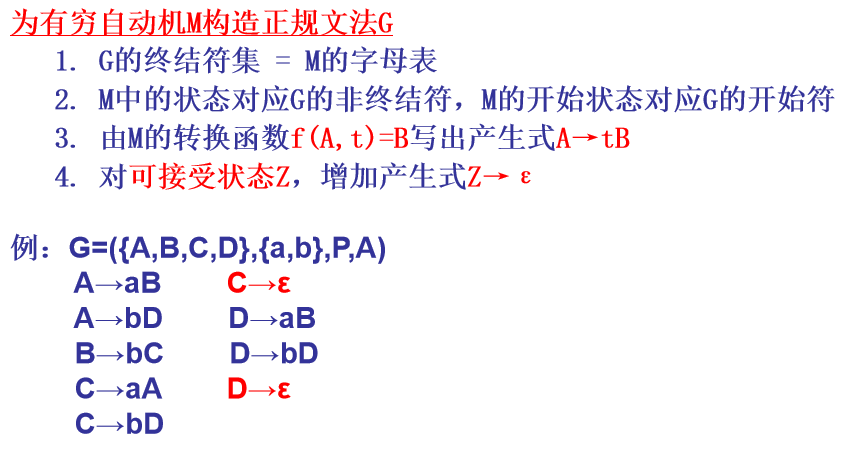 为有穷自动机M构造正规文法G
1. G的终结符集 = M的字母表
2. M中的状态对应G的非终结符，M的开始状态对应G的开始符
3. 由M的转换函数f(A,t)=B写出产生式A→tB
4. 对可接受状态Z，增加产生式Z→ε
例：G=({A,B,C,D},{a,b},P,A)
A→aB C→ε
A→bD D→aB
B→bC D→bD
C→aA D→ε
C→bD